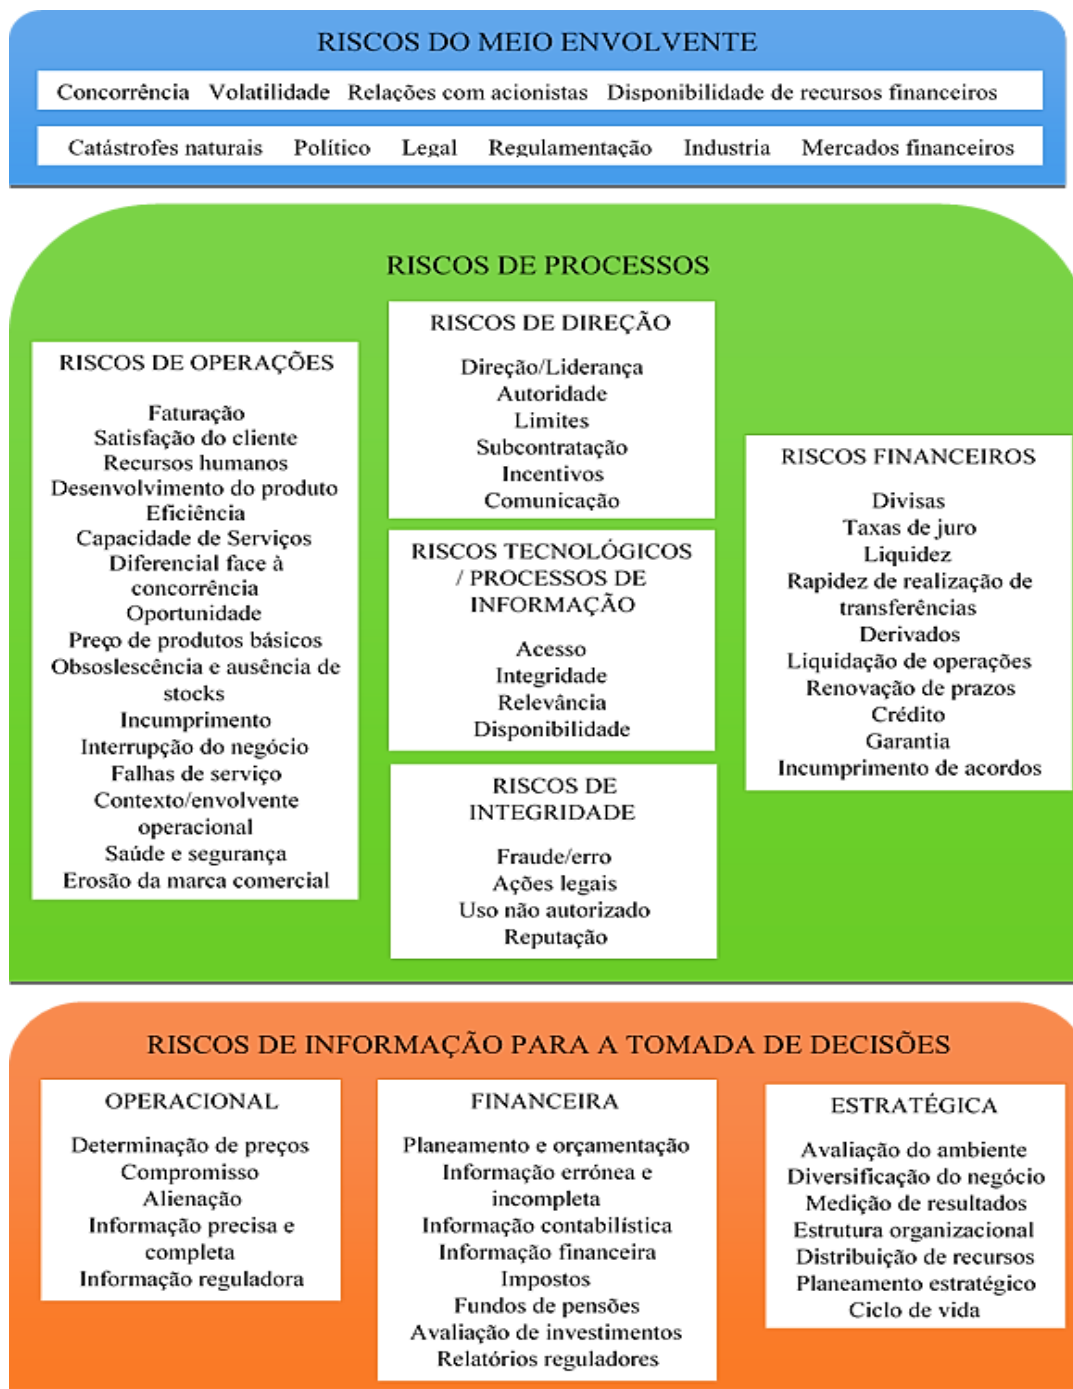 RISCOS DO MEIO ENVOLVENTE
Concorrência Volatilidade Relações com acionistas Disponibilidade de recursos financeiros
Catástrofes naturais Político Legal Regulamentação Industria Mercados financeiros
RISCOS DE PROCESSOS
RISCOS DE OPERAÇÕES
Faturação
Satisfação do cliente
Recursos humanos
Desenvolvimento do produto
Eficiência
Capacidade de Serviços
Diferencial face à
concorrência
Oportunidade
Preço de produtos básicos
Obsoslescência e ausência de
stocks
Incumprimento
Interrupção do negócio
Falhas de serviço
Contexto/envolvente
operacional
Saúde e segurança
Erosão da marca comercial
RISCOS DE DIREÇÃO
Direção/Liderança
Autoridade
Limites
Subcontratação
Incentivos
Comunicação
RISCOS TECNOLÓGICOS
/ PROCESSOS DE
INFORMAÇÃO
Acesso
Integridade
Relevância
Disponibilidade
RISCOS DE
INTEGRIDADE
Fraude/erro
Ações legais
Uso não autorizado
Reputação
RISCOS FINANCEIROS
Divisas
Taxas de juro
Liquidez
Rapidez de realização de
transferências
Derivados
Liquidação de operações
Renovação de prazos
Crédito
Garantia
Incumprimento de acordos
RISCOS DE INFORMAÇÃO PARA A TOMADA DE DECISÕES
OPERACIONAL
Determinação de preços
Compromisso
Alienação
Informação precisa e
completa
Informação reguladora
FINANCEIRA
Planeamento e orçamentação
Informação errónea e
incompleta
Informação contabilística
Informação financeira
Impostos
Fundos de pensões
Avaliação de investimentos
Relatórios reguladores
ESTRATÉGICA
Avaliação do ambiente
Diversificação do negócio
Medição de resultados
Estrutura organizacional
Distribuição de recursos
Planeamento estratégico
Ciclo de vida